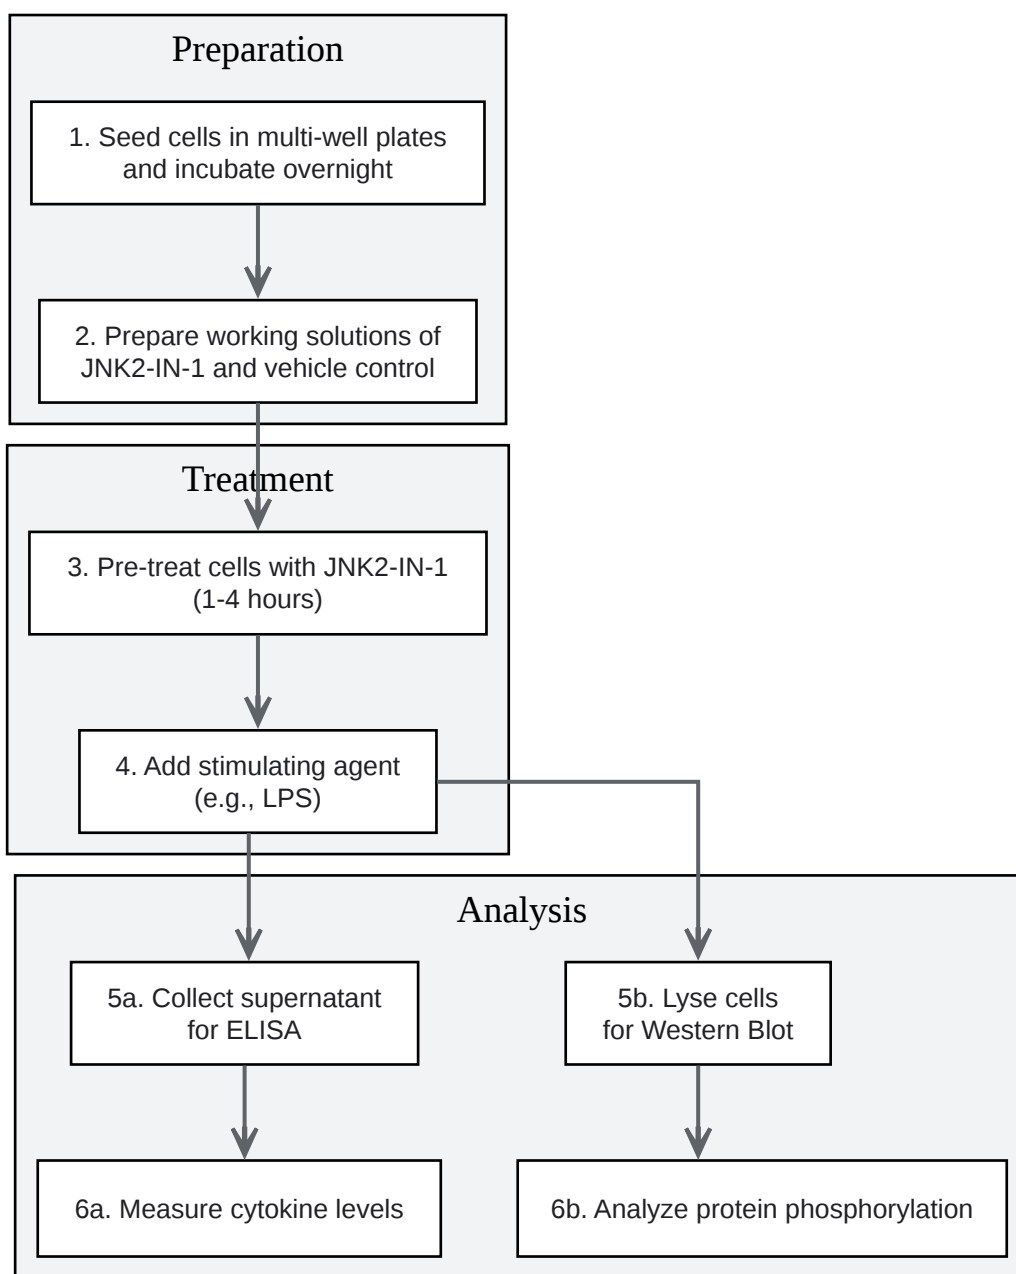 Preparation
1. Seed cells in multi-well plates
and incubate overnight
2. Prepare working solutions of
JNK2-IN-1 and vehicle control
Treatment
3. Pre-treat cells with JNK2-IN-1
(1-4 hours)
4. Add stimulating agent
(e.g., LPS)
Analysis
5a. Collect supernatant
for ELISA
5b. Lyse cells
for Western Blot
6a. Measure cytokine levels
6b. Analyze protein phosphorylation